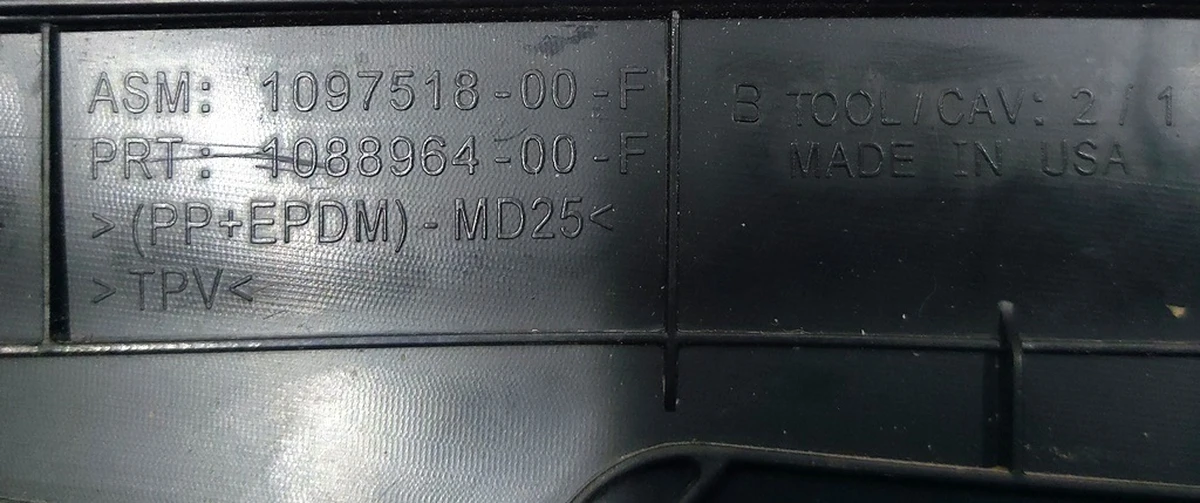 ASM: 1097518-00-F
PRT: 1088964-00-F
>(PP+EPDM)-MD25<
>TPV<
B TOOL/CAV: 2/1
MADE IN USA